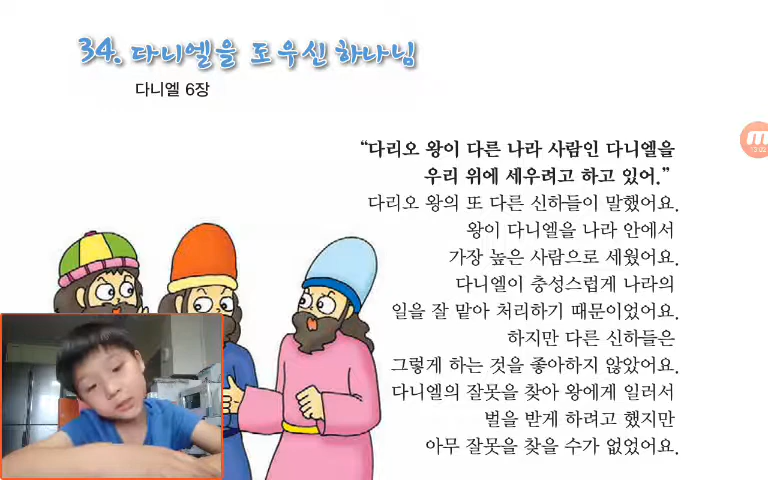 34. 다니엘을 도우신 하나님
다니엘 6장
“다리오 왕이 다른 나라 사람인 다니엘을
우리 위에 세우려고 하고 있어.”
다리오 왕의 또 다른 신하들이 말했어요.
왕이 다니엘을 나라 안에서
가장 높은 사람으로 세웠어요.
다니엘이 충성스럽게 나라의
일을 잘 맡아 처리하기 때문이었어요.
하지만 다른 신하들은
그렇게 하는 것을 좋아하지 않았어요.
다니엘의 잘못을 찾아 왕에게 일러서
벌을 받게 하려고 했지만
아무 잘못을 찾을 수가 없었어요.